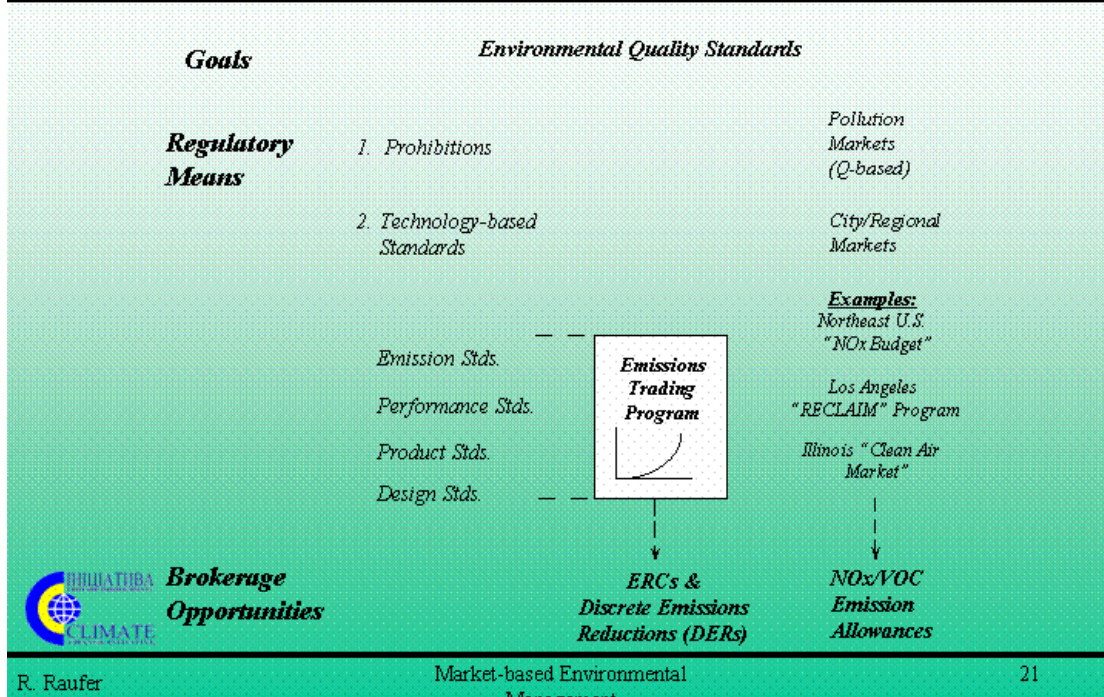 Goals
Environmental Quality Standards
Regulatory
Means
1. Prohibitions
2. Technology-based
Standards
Emission Stds.
Performance Stds.
Product Stds.
Design Stds.
Emissions
Trading
Program
Pollution
Markets
(Q-based)
City/Regional
Markets
Examples:
Northeast U.S.
"NOx Budget"
Los Angeles
"RECLAIM" Program
Illinois "Clean Air
Market"
Brokerage
Opportunities
ERCs &
Discrete Emissions
Reductions (DERs)
NOx/VOC
Emission
Allowances
ІНІЦІАТИВА
CLIMATE
R. Raufer
Market-based Environmental
Management
21